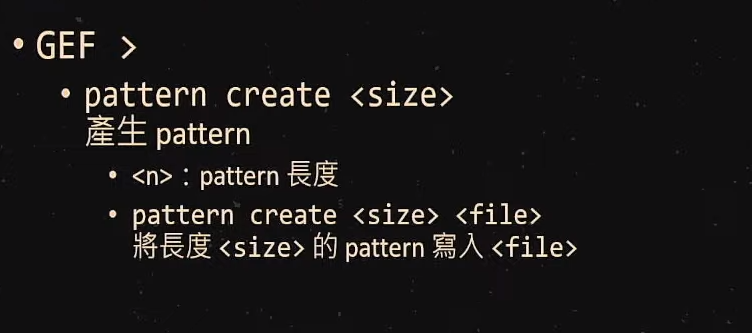 • GEF >
• pattern create <size>
產生 pattern
• <n>：pattern 長度
• pattern create <size> <file>
將長度 <size> 的 pattern 寫入 <file>